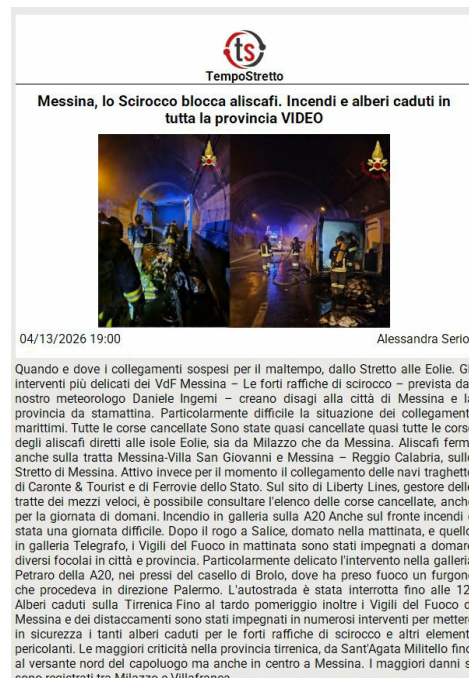 ts
TempoStretto
Messina, lo Scirocco blocca aliscafi. Incendi e alberi caduti in
tutta la provincia VIDEO
04/13/2026 19:00
Alessandra Serio
Quando e dove i collegamenti sospesi per il maltempo, dallo Stretto alle Eolie. Gl
interventi più delicati dei VdF Messina – Le forti raffiche di scirocco – prevista da
nostro meteorologo Daniele Ingemi – creano disagi alla città di Messina e la
provincia da stamattina. Particolarmente difficile la situazione dei collegament
marittimi. Tutte le corse cancellate Sono state quasi cancellate quasi tutte le corse
degli aliscafi diretti alle isole Eolie, sia da Milazzo che da Messina. Aliscafi ferm
anche sulla tratta Messina-Villa San Giovanni e Messina – Reggio Calabria, sullo
Stretto di Messina. Attivo invece per il momento il collegamento delle navi traghetto
di Caronte & Tourist e di Ferrovie dello Stato. Sul sito di Liberty Lines, gestore delle
tratte dei mezzi veloci, è possibile consultare l'elenco delle corse cancellate, anche
per la giornata di domani. Incendio in galleria sulla A20 Anche sul fronte incendi
stata una giornata difficile. Dopo il rogo a Salice, domato nella mattinata, e quello
in galleria Telegrafo, i Vigili del Fuoco in mattinata sono stati impegnati a domare
diversi focolai in città e provincia. Particolarmente delicato l'intervento nella galleria
Petraro della A20, nei pressi del casello di Brolo, dove ha preso fuoco un furgone
che procedeva in direzione Palermo. L'autostrada è stata interrotta fino alle 12.
Alberi caduti sulla Tirrenica Fino al tardo pomeriggio inoltre i Vigili del Fuoco d
Messina e dei distaccamenti sono stati impegnati in numerosi interventi per mettere
in sicurezza i tanti alberi caduti per le forti raffiche di scirocco e altri element
pericolanti. Le maggiori criticità nella provincia tirrenica, da Sant'Agata Militello fino
al versante nord del capoluogo ma anche in centro a Messina. I maggiori danni s
sono registrati tra Milazzo e Villafranca